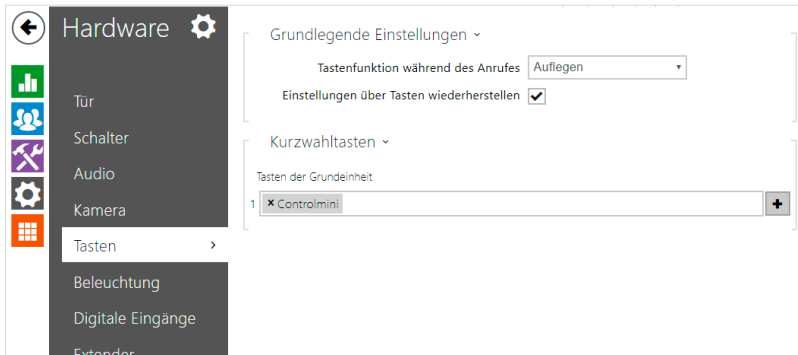 Hardware
Tür
Schalter
Audio
Kamera
Tasten
Beleuchtung
Digitale Eingänge
Extender
Grundlegende Einstellungen
Tastenfunktion während des Anrufes Auflegen
Einstellungen über Tasten wiederherstellen
Kurzwahltasten
Tasten der Grundeinheit
1 × Controlmini +